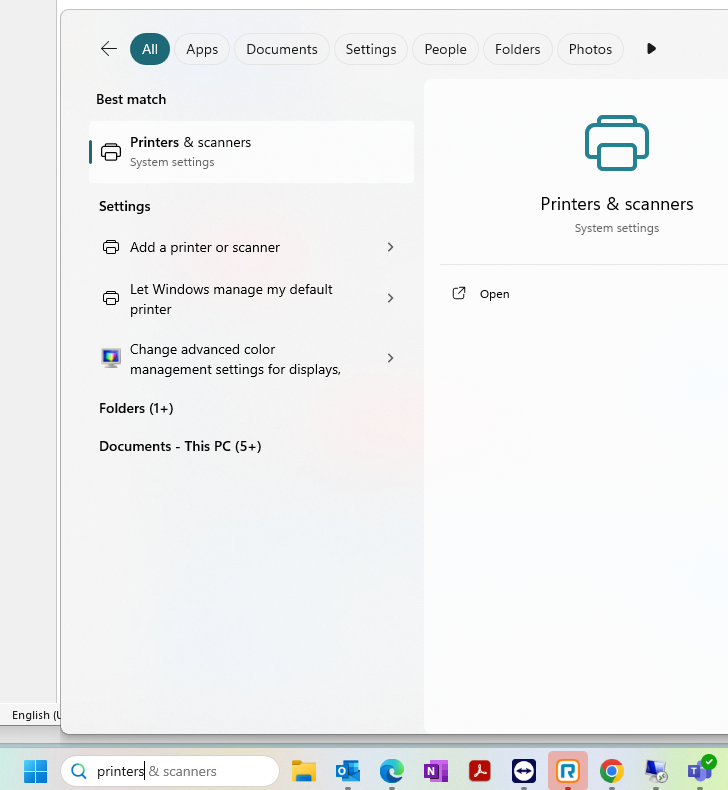 All Apps Documents Settings People Folders Photos
Best match
Printers & scanners
System settings
Settings
Add a printer or scanner
Let Windows manage my default
printer
Change advanced color
management settings for displays,
Folders (1+)
Documents - This PC (5+)
Printers & scanners
System settings
Open
English (U
printers & scanners